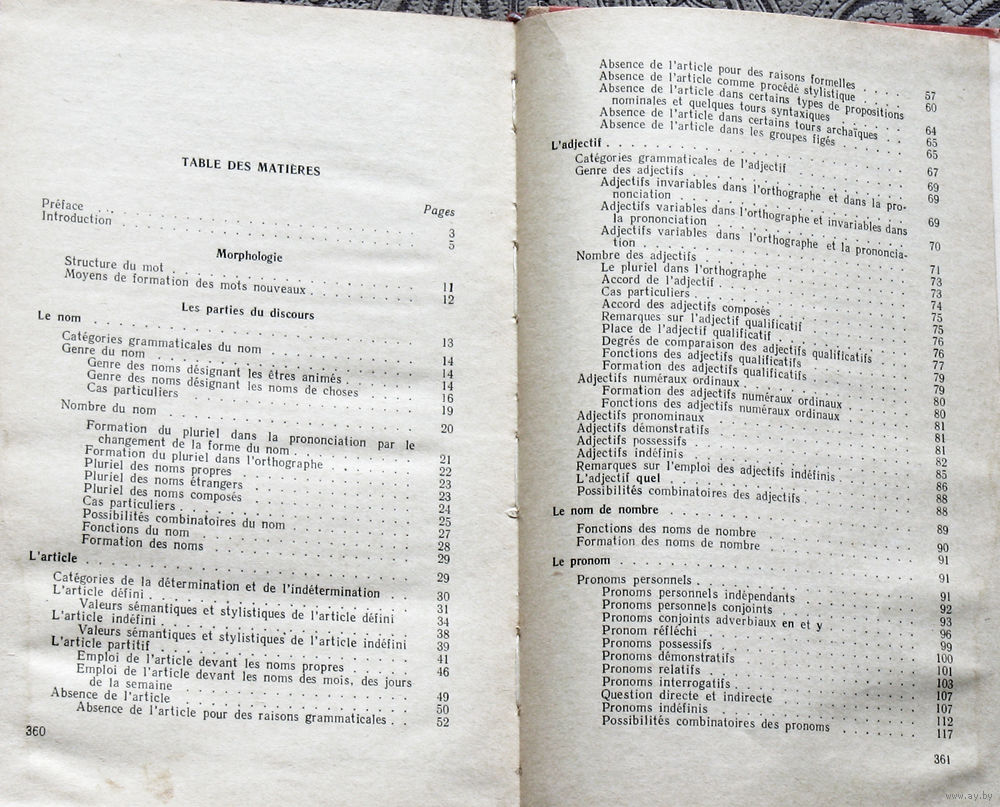 TABLE DES MATIÈRES
Pages
Préface . . . 3
Introduction . . . 5
Morphologie
Structure du mot . . . 11
Moyens de formation des mots nouveaux . . . 12
Les parties du discours
Le nom . . . 13
Catégories grammaticales du nom . . . 14
Genre du nom . . . 14
Genre des noms désignant les êtres animés . . . 14
Genre des noms désignant les noms de choses . . . 16
Cas particuliers . . . 19
Nombre du nom . . . 20
Formation du pluriel dans la prononciation par le
changement de la forme du nom . . . 21
Formation du pluriel dans l'orthographe . . . 22
Pluriel des noms propres . . . 23
Pluriel des noms étrangers . . . 23
Pluriel des noms composés . . . 24
Cas particuliers . . . 25
Possibilités combinatoires du nom . . . 27
Fonctions du nom . . . 28
Formation des noms . . . 29
L'article . . . 29
Catégories de la détermination et de l'indétermination 30
L'article défini . . . 31
Valeurs sémantiques et stylistiques de l'article défini 34
L'article indéfini . . . 38
Valeurs sémantiques et stylistiques de l'article indéfini 39
L'article partitif . . . 41
Emploi de l'article devant les noms propres . . . 46
Emploi de l'article devant les noms des mois, des jours
de la semaine . . . 49
Absence de l'article . . . 50
Absence de l'article pour des raisons grammaticales . . 52
360
Absence de l'article pour des raisons formelles . . . 57
Absence de l'article comme procédé stylistique . . . 60
Absence de l'article dans certains types de propositions
nominales et quelques tours syntaxiques . . . 64
Absence de l'article dans certains tours archaïques . . 65
Absence de l'article dans les groupes figés . . . 65
L'adjectif . . . 67
Catégories grammaticales de l'adjectif . . . 69
Genre des adjectifs . . . 69
Adjectifs invariables dans l'orthographe et dans la pro-
nonciation . . . 69
Adjectifs variables dans l'orthographe et invariables dans
la prononciation . . . 70
Adjectifs variables dans l'orthographe et la prononcia-
tion . . . 71
Nombre des adjectifs . . . 73
Le pluriel dans l'orthographe . . . 73
Accord de l'adjectif . . . 74
Cas particuliers . . . 75
Accord des adjectifs composés . . . 75
Remarques sur l'adjectif qualificatif . . . 76
Place de l'adjectif qualificatif . . . 76
Degrés de comparaison des adjectifs qualificatifs . . . 77
Fonctions des adjectifs qualificatifs . . . 79
Formation des adjectifs qualificatifs . . . 79
Adjectifs numéraux ordinaux . . . 80
Formation des adjectifs numéraux ordinaux . . . 80
Fonctions des adjectifs numéraux ordinaux . . . 81
Adjectifs pronominaux . . . 81
Adjectifs démonstratifs . . . 81
Adjectifs possessifs . . . 82
Adjectifs indéfinis . . . 85
Remarques sur l'emploi des adjectifs indéfinis . . . 86
L'adjectif quel . . . 88
Possibilités combinatoires des adjectifs . . . 88
Le nom de nombre . . . 89
Fonctions des noms de nombre . . . 90
Formation des noms de nombre . . . 91
Le pronom . . . 91
Pronoms personnels . . . 91
Pronoms personnels indépendants . . . 92
Pronoms personnels conjoints . . . 93
Pronoms conjoints adverbiaux en et y . . . 96
Pronom réfléchi . . . 99
Pronoms possessifs . . . 100
Pronoms démonstratifs . . . 101
Pronoms relatifs . . . 103
Pronoms interrogatifs . . . 107
Question directe et indirecte . . . 107
Pronoms indéfinis . . . 112
Possibilités combinatoires des pronoms . . . 117
361
www.ay.by